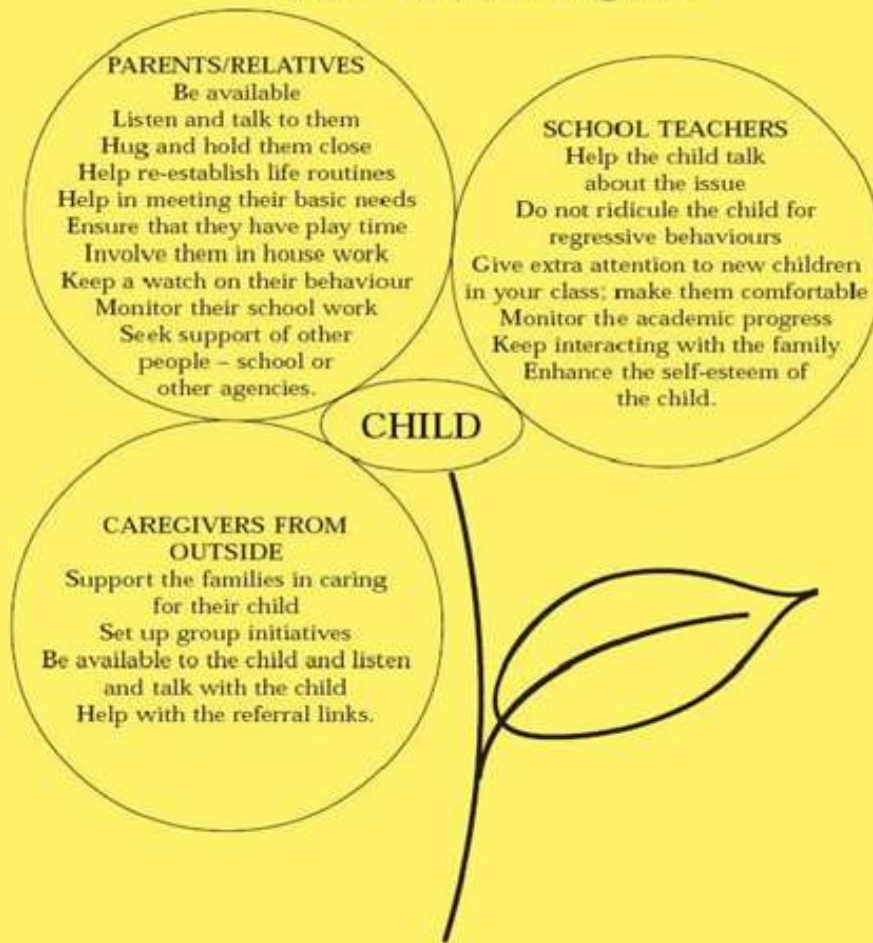 PARENTS/RELATIVES
Be available
Listen and talk to them
Hug and hold them close
Help re-establish life routines
Help in meeting their basic needs
Ensure that they have play time
Involve them in house work
Keep a watch on their behaviour
Monitor their school work
Seek support of other
people – school or
other agencies.
SCHOOL TEACHERS
Help the child talk
about the issue
Do not ridicule the child for
regressive behaviours
Give extra attention to new children
in your class; make them comfortable
Monitor the academic progress
Keep interacting with the family
Enhance the self-esteem of
the child.
CHILD
CAREGIVERS FROM
OUTSIDE
Support the families in caring
for their child
Set up group initiatives
Be available to the child and listen
and talk with the child
Help with the referral links.